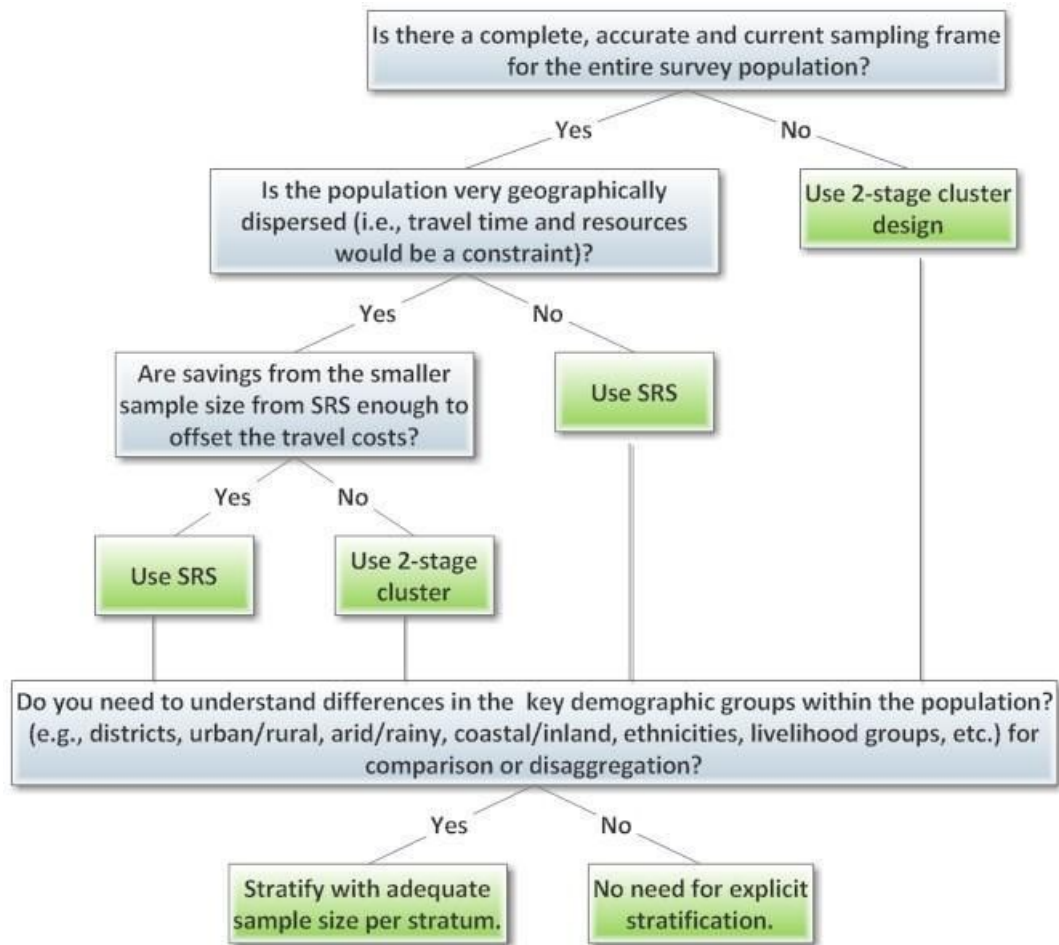 Is there a complete, accurate and current sampling frame
for the entire survey population?
Yes
No
Is the population very geographically
dispersed (i.e., travel time and resources
would be a constraint)?
Use 2-stage cluster
design
Yes
No
Are savings from the smaller
sample size from SRS enough to
offset the travel costs?
Use SRS
Yes
No
Use SRS
Use 2-stage
cluster
Do you need to understand differences in the key demographic groups within the population?
(e.g., districts, urban/rural, arid/rainy, coastal/inland, ethnicities, livelihood groups, etc.) for
comparison or disaggregation?
Yes
No
Stratify with adequate
sample size per stratum.
No need for explicit
stratification.